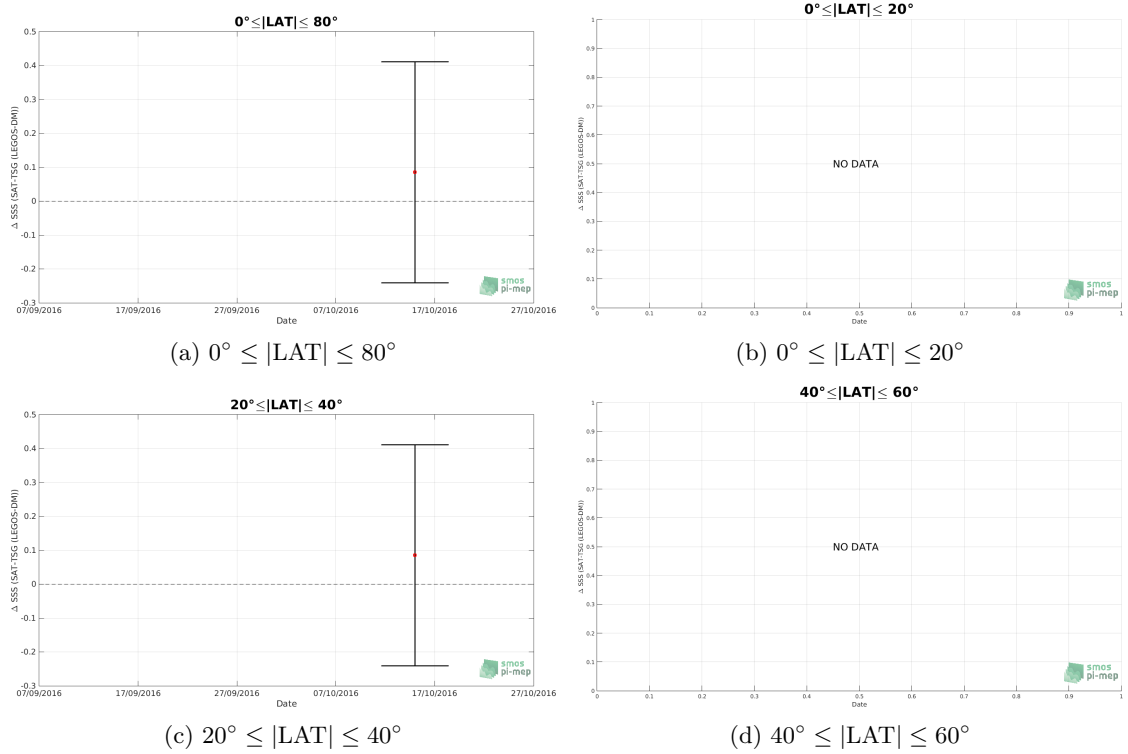 0°≤|LAT|≤ 80°
0.5
0.4
0.3
0.2
0.1
0
-0.1
-0.2
-0.3
Δ SSS (SAT-TSG (LEGOS-DM))
07/09/2016 17/09/2016 27/09/2016 07/10/2016 17/10/2016 27/10/2016
Date
smos
pi-mep
(a) 0° ≤ |LAT| ≤ 80°
0°≤|LAT|≤ 20°
1
0.9
0.8
0.7
0.6
0.5
0.4
0.3
0.2
0.1
0
Δ SSS (SAT-TSG (LEGOS-DM))
NO DATA
0 0.1 0.2 0.3 0.4 0.5 0.6 0.7 0.8 0.9 1
Date
smos
pi-mep
(b) 0° ≤ |LAT| ≤ 20°
20°≤|LAT|≤ 40°
0.5
0.4
0.3
0.2
0.1
0
-0.1
-0.2
-0.3
Δ SSS (SAT-TSG (LEGOS-DM))
07/09/2016 17/09/2016 27/09/2016 07/10/2016 17/10/2016 27/10/2016
Date
smos
pi-mep
(c) 20° ≤ |LAT| ≤ 40°
40°≤|LAT|≤ 60°
1
0.9
0.8
0.7
0.6
0.5
0.4
0.3
0.2
0.1
0
Δ SSS (SAT-TSG (LEGOS-DM))
NO DATA
0 0.1 0.2 0.3 0.4 0.5 0.6 0.7 0.8 0.9 1
Date
smos
pi-mep
(d) 40° ≤ |LAT| ≤ 60°